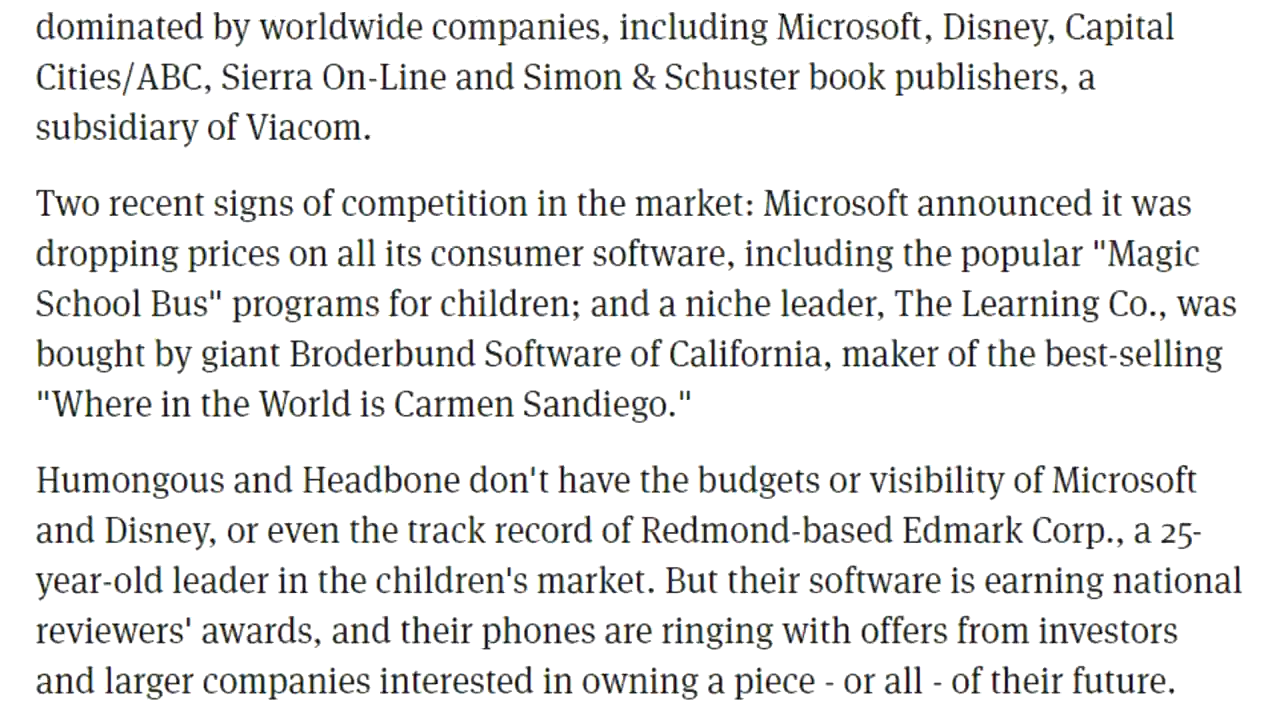 dominated by worldwide companies, including Microsoft, Disney, Capital
Cities/ABC, Sierra On-Line and Simon & Schuster book publishers, a
subsidiary of Viacom.
Two recent signs of competition in the market: Microsoft announced it was
dropping prices on all its consumer software, including the popular "Magic
School Bus" programs for children; and a niche leader, The Learning Co., was
bought by giant Broderbund Software of California, maker of the best-selling
"Where in the World is Carmen Sandiego."
Humongous and Headbone don't have the budgets or visibility of Microsoft
and Disney, or even the track record of Redmond-based Edmark Corp., a 25-
year-old leader in the children's market. But their software is earning national
reviewers' awards, and their phones are ringing with offers from investors
and larger companies interested in owning a piece - or all - of their future.